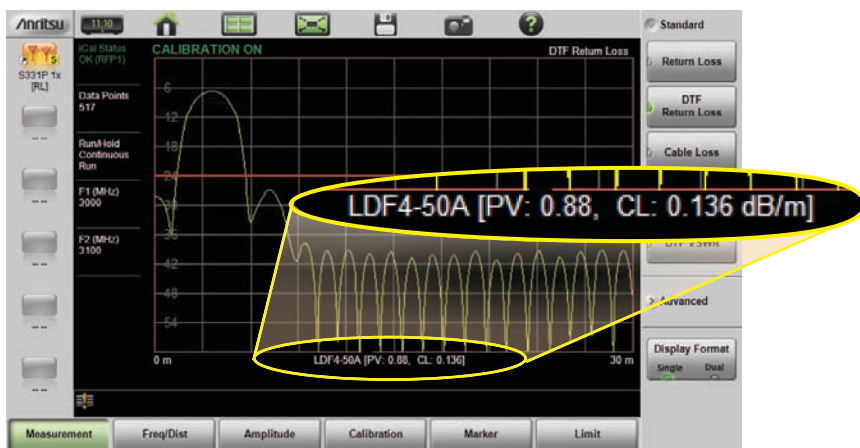 Anritsu
11:10
?
Standard
S331P 1x
[RL]
iCal Status
OK (RFP1)
CALIBRATION ON
DTF Return Loss
Return Loss
Data Points
517
DTF
Return Loss
Run/Hold
Continuous
Run
Cable Loss
F1 (MHz)
3000
F2 (MHz)
3100
-- --
-- --
-- --
-- --
-- --
-- --
-6
-12
-18
-24
-30
-36
-42
-48
-54
LDF4-50A [PV: 0.88, CL: 0.136 dB/m]
DTF VSWR
Advanced
0 m
LDF4-50A [PV: 0.88, CL: 0.136]
30 m
Display Format
Single Dual
Measurement
Freq/Dist
Amplitude
Calibration
Marker
Limit